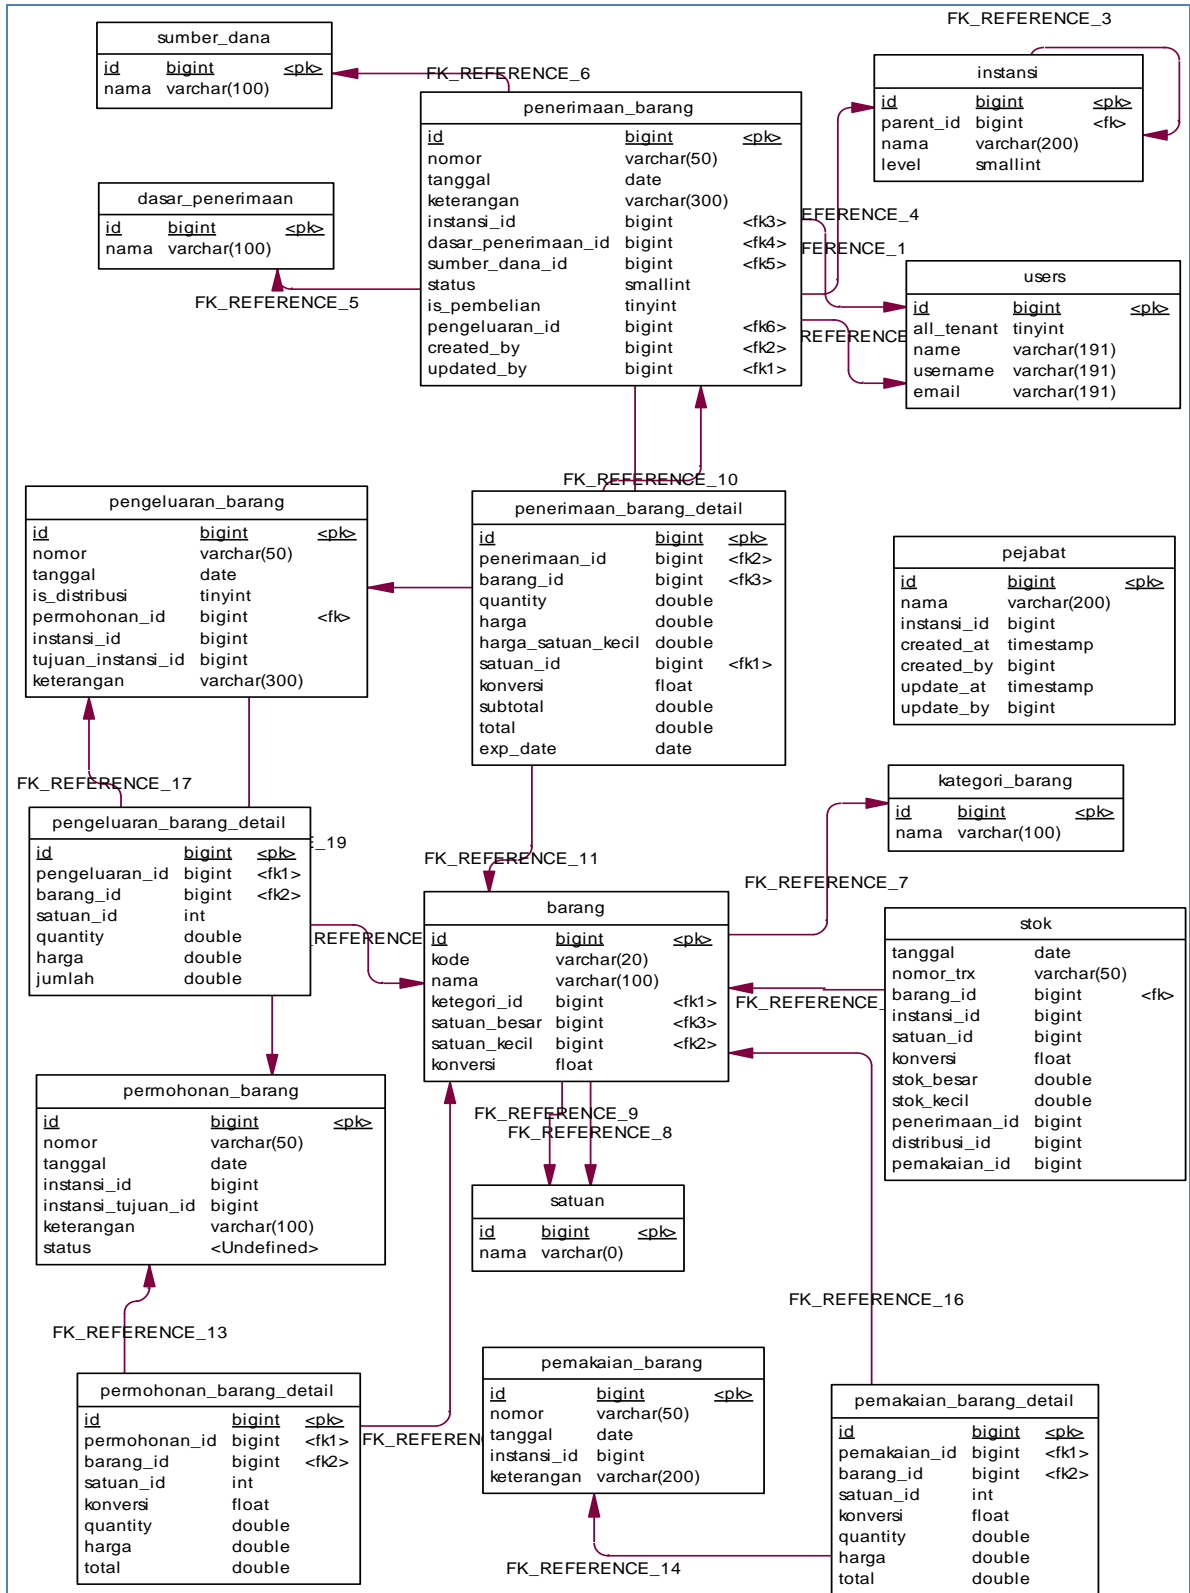 FK_REFERENCE_3
sumber_dana
id bigint <pk>
nama varchar(100)
FK_REFERENCE_6
instansi
id bigint <pk>
parent_id bigint <fk>
nama varchar(200)
level smallint
penerimaan_barang
id bigint <pk>
nomor varchar(50)
tanggal date
keterangan varchar(300)
instansi_id bigint <fk3>
dasar_penerimaan_id bigint <fk4>
sumber_dana_id bigint <fk5>
status smallint
is_pembelian tinyint
pengeluaran_id bigint <fk6>
created_by bigint <fk2>
updated_by bigint <fk1>
dasar_penerimaan
id bigint <pk>
nama varchar(100)
FK_REFERENCE_5
EFERENCE_4
EFERENCE_1
REFERENCE
users
id bigint <pk>
all_tenant tinyint
name varchar(191)
username varchar(191)
email varchar(191)
FK_REFERENCE_10
pengeluaran_barang
id bigint <pk>
nomor varchar(50)
tanggal date
is_distribusi tinyint
permohonan_id bigint <fk>
instansi_id bigint
tujuan_instansi_id bigint
keterangan varchar(300)
penerimaan_barang_detail
id bigint <pk>
penerimaan_id bigint <fk2>
barang_id bigint <fk3>
quantity double
harga double
harga_satuan_kecil double
satuan_id bigint <fk1>
konversi float
subtotal double
total double
exp_date date
pejabat
id bigint <pk>
nama varchar(200)
instansi_id bigint
created_at timestamp
created_by bigint
update_at timestamp
update_by bigint
FK_REFERENCE_17
kategori_barang
id bigint <pk>
nama varchar(100)
pengeluaran_barang_detail
id bigint <pk>
pengeluaran_id bigint <fk1>
barang_id bigint <fk2>
satuan_id int
quantity double
harga double
jumlah double
E_19
FK_REFERENCE_11
FK_REFERENCE_7
_REFERENCE_
barang
id bigint <pk>
kode varchar(20)
nama varchar(100)
ketegori_id bigint <fk1>
satuan_besar bigint <fk3>
satuan_kecil bigint <fk2>
konversi float
FK_REFERENCE_
stok
tanggal date
nomor_trx varchar(50)
barang_id bigint <fk>
instansi_id bigint
satuan_id bigint
konversi float
stok_besar double
stok_kecil double
penerimaan_id bigint
distribusi_id bigint
pemakaian_id bigint
permohonan_barang
id bigint <pk>
nomor varchar(50)
tanggal date
instansi_id bigint
instansi_tujuan_id bigint
keterangan varchar(100)
status <Undefined>
FK_REFERENCE_9
FK_REFERENCE_8
satuan
id bigint <pk>
nama varchar(0)
FK_REFERENCE_16
FK_REFERENCE_13
permohonan_barang_detail
id bigint <pk>
permohonan_id bigint <fk1>
barang_id bigint <fk2>
satuan_id int
konversi float
quantity double
harga double
total double
FK_REFEREN
pemakaian_barang
id bigint <pk>
nomor varchar(50)
tanggal date
instansi_id bigint
keterangan varchar(200)
FK_REFERENCE_14
pemakaian_barang_detail
id bigint <pk>
pemakaian_id bigint <fk1>
barang_id bigint <fk2>
satuan_id int
konversi float
quantity double
harga double
total double